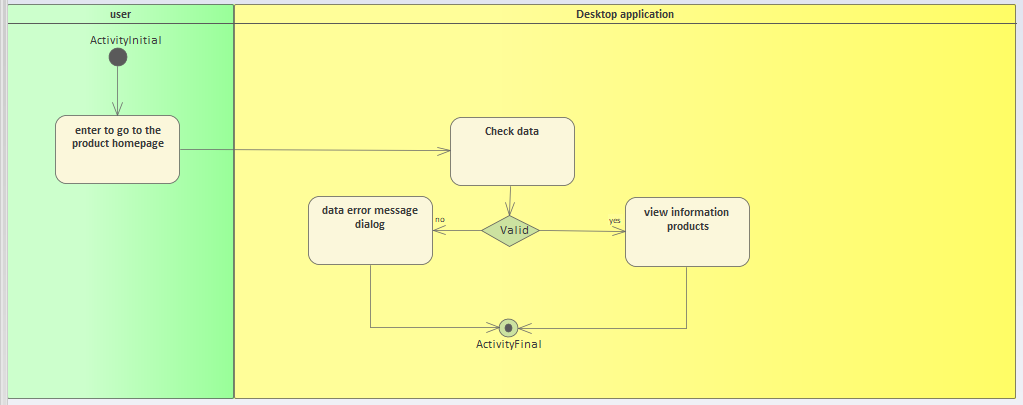 user
Desktop application
ActivityInitial
enter to go to the
product homepage
Check data
data error message
dialog
no
Valid
yes
view information
products
ActivityFinal